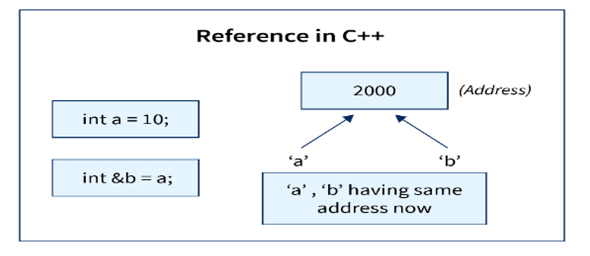 Reference in C++
int a = 10;
int &b = a;
2000
(Address)
‘a’
‘b’
‘a’ , ‘b’ having same
address now